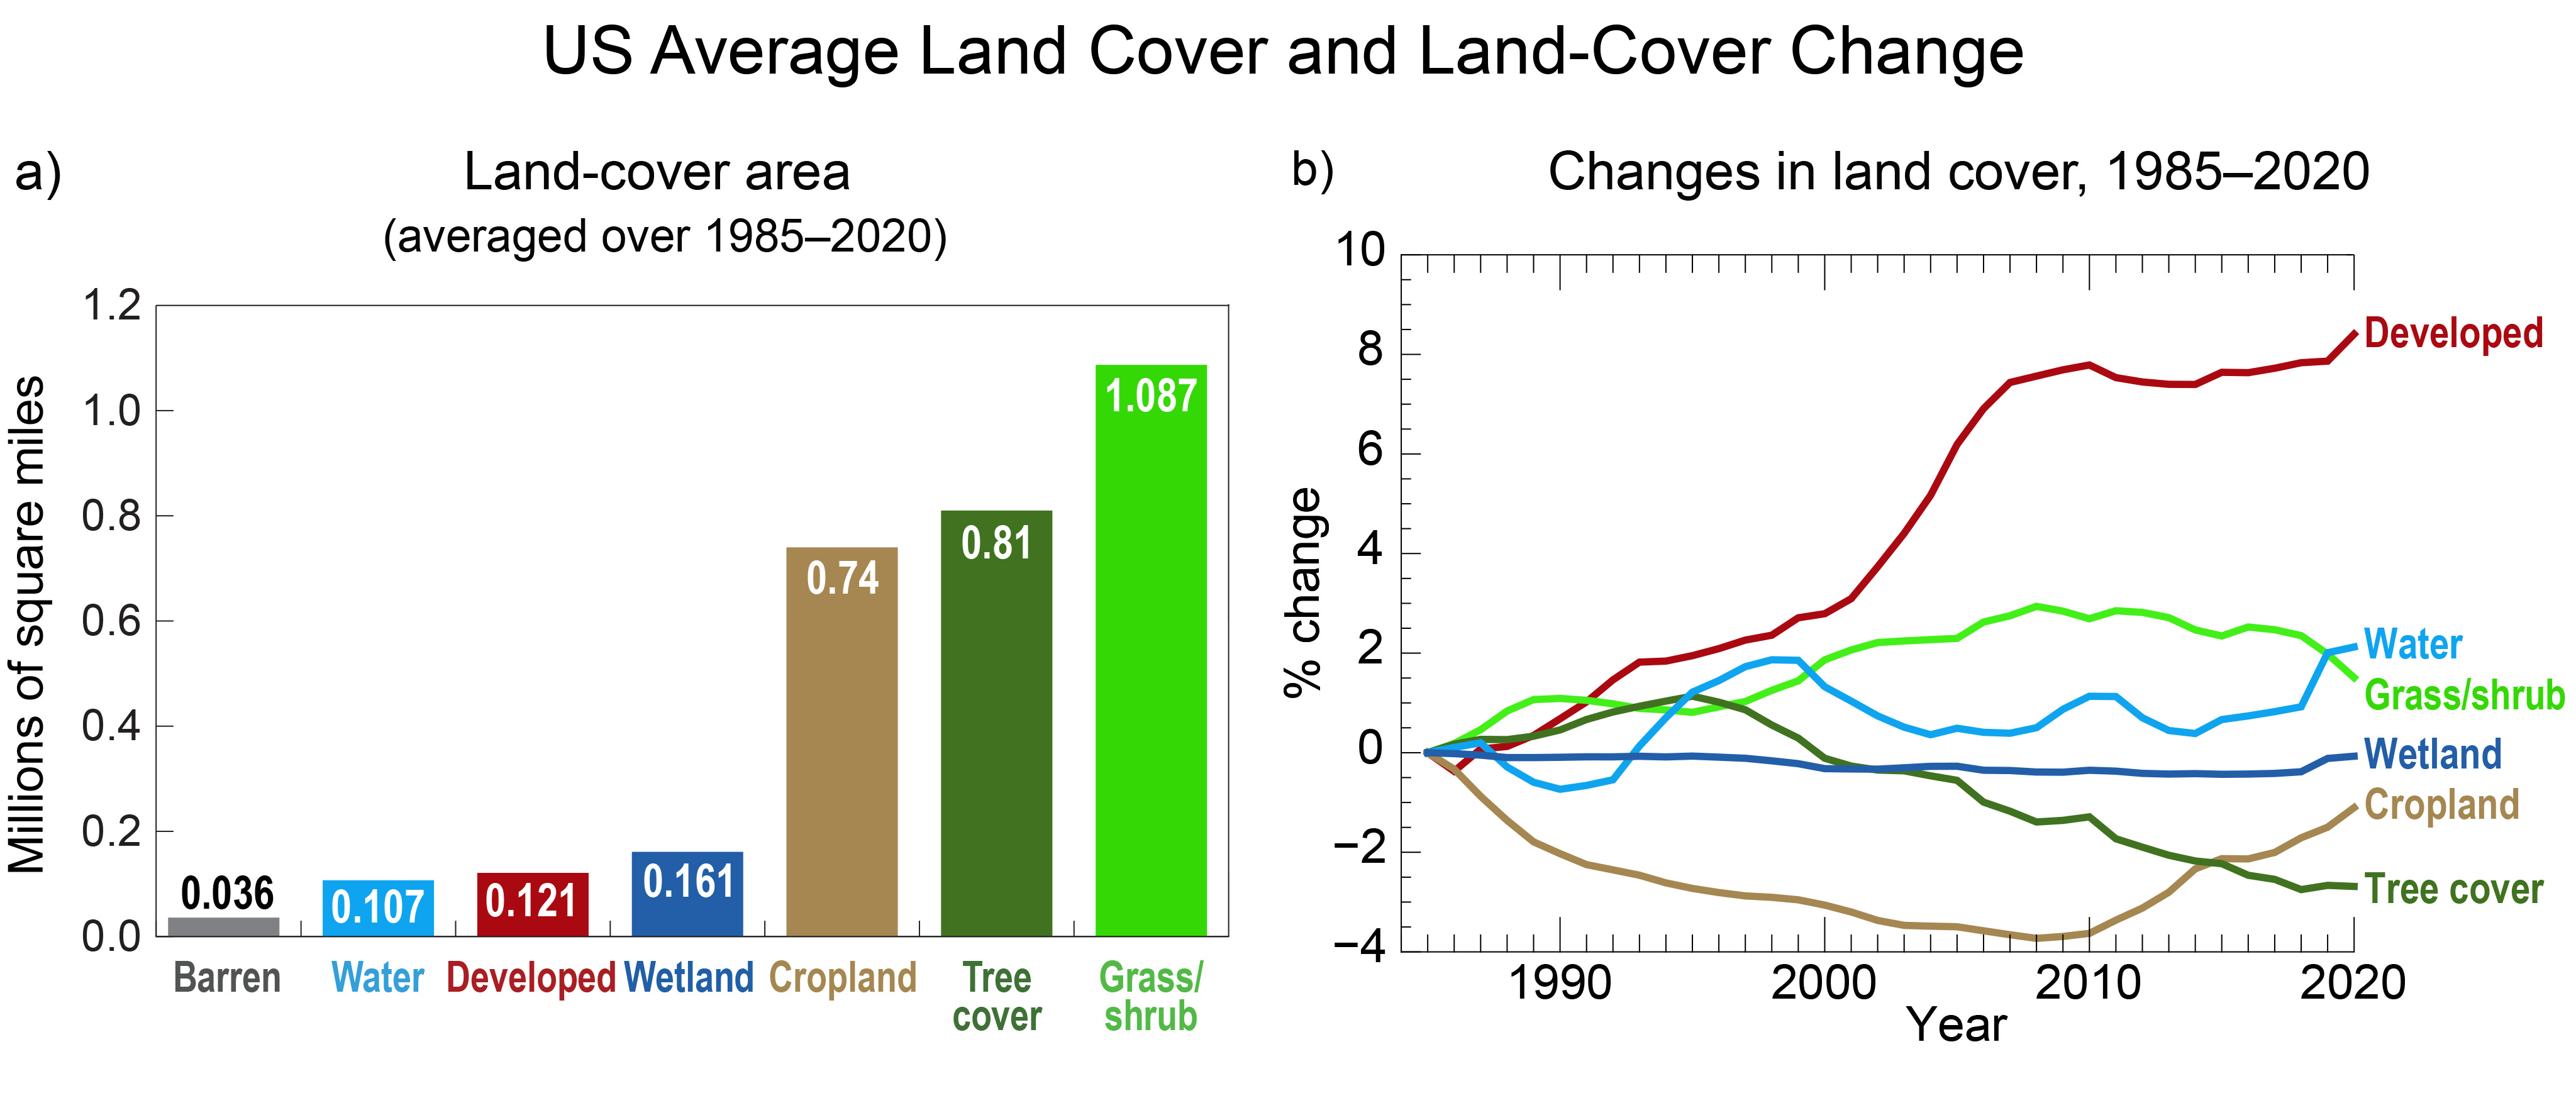 US Average Land Cover and Land-Cover Change
a)
Land-cover area
(averaged over 1985–2020)
Millions of square miles
1.2
1.0
0.8
0.6
0.4
0.2
0.0
0.036
0.107
0.121
0.161
0.74
0.81
1.087
Barren
Water
Developed
Wetland
Cropland
Tree
cover
Grass/
shrub
b)
Changes in land cover, 1985–2020
% change
10
8
6
4
2
0
−2
−4
Developed
Water
Grass/shrub
Wetland
Cropland
Tree cover
1990
2000
2010
2020
Year